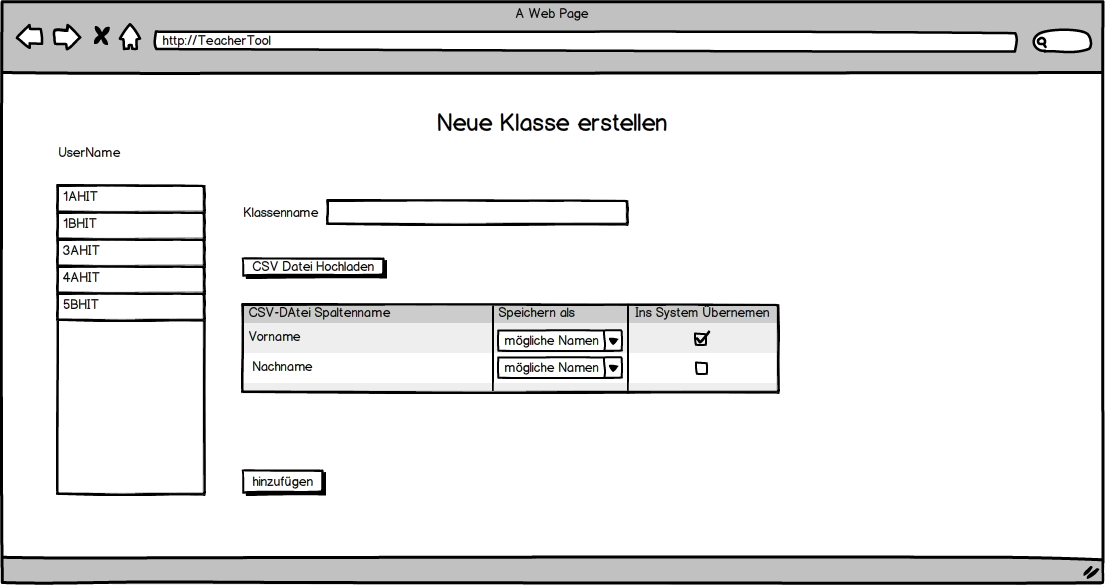 A Web Page
http://TeacherTool
Neue Klasse erstellen
UserName
1AHIT
1BHIT
3AHIT
4AHIT
5BHIT
Klassenname
CSV Datei Hochladen
CSV-DAtei Spaltenname Speichern als Ins System Übernemen
Vorname mögliche Namen
Nachname mögliche Namen
hinzufügen